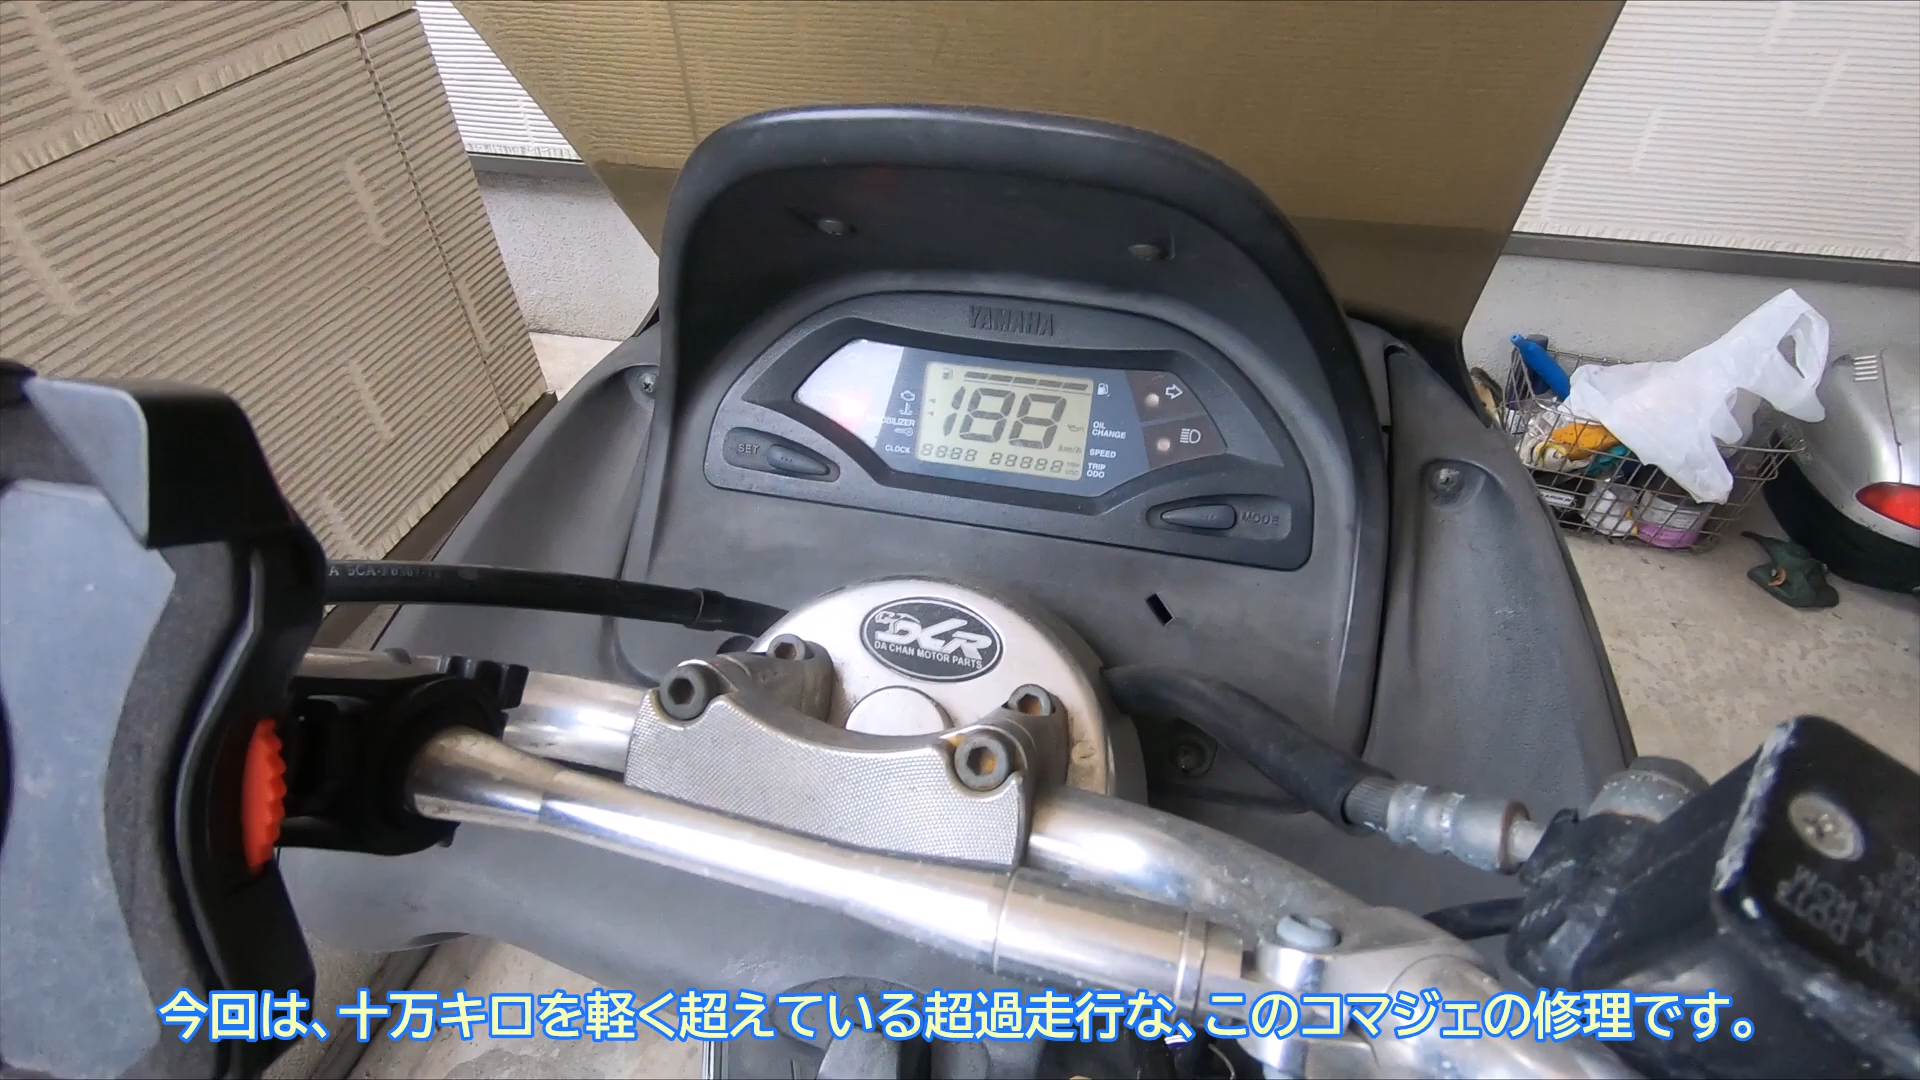 YAMAHA
188
km/h
8888 88888
CLOCK
OIL
CHANGE
SPEED
TRIP
ODO
SET
MODE
DLR
DA CHAN MOTOR PARTS
今回は、十万キロを軽く超えている超過走行な、このコマジェの修理です。